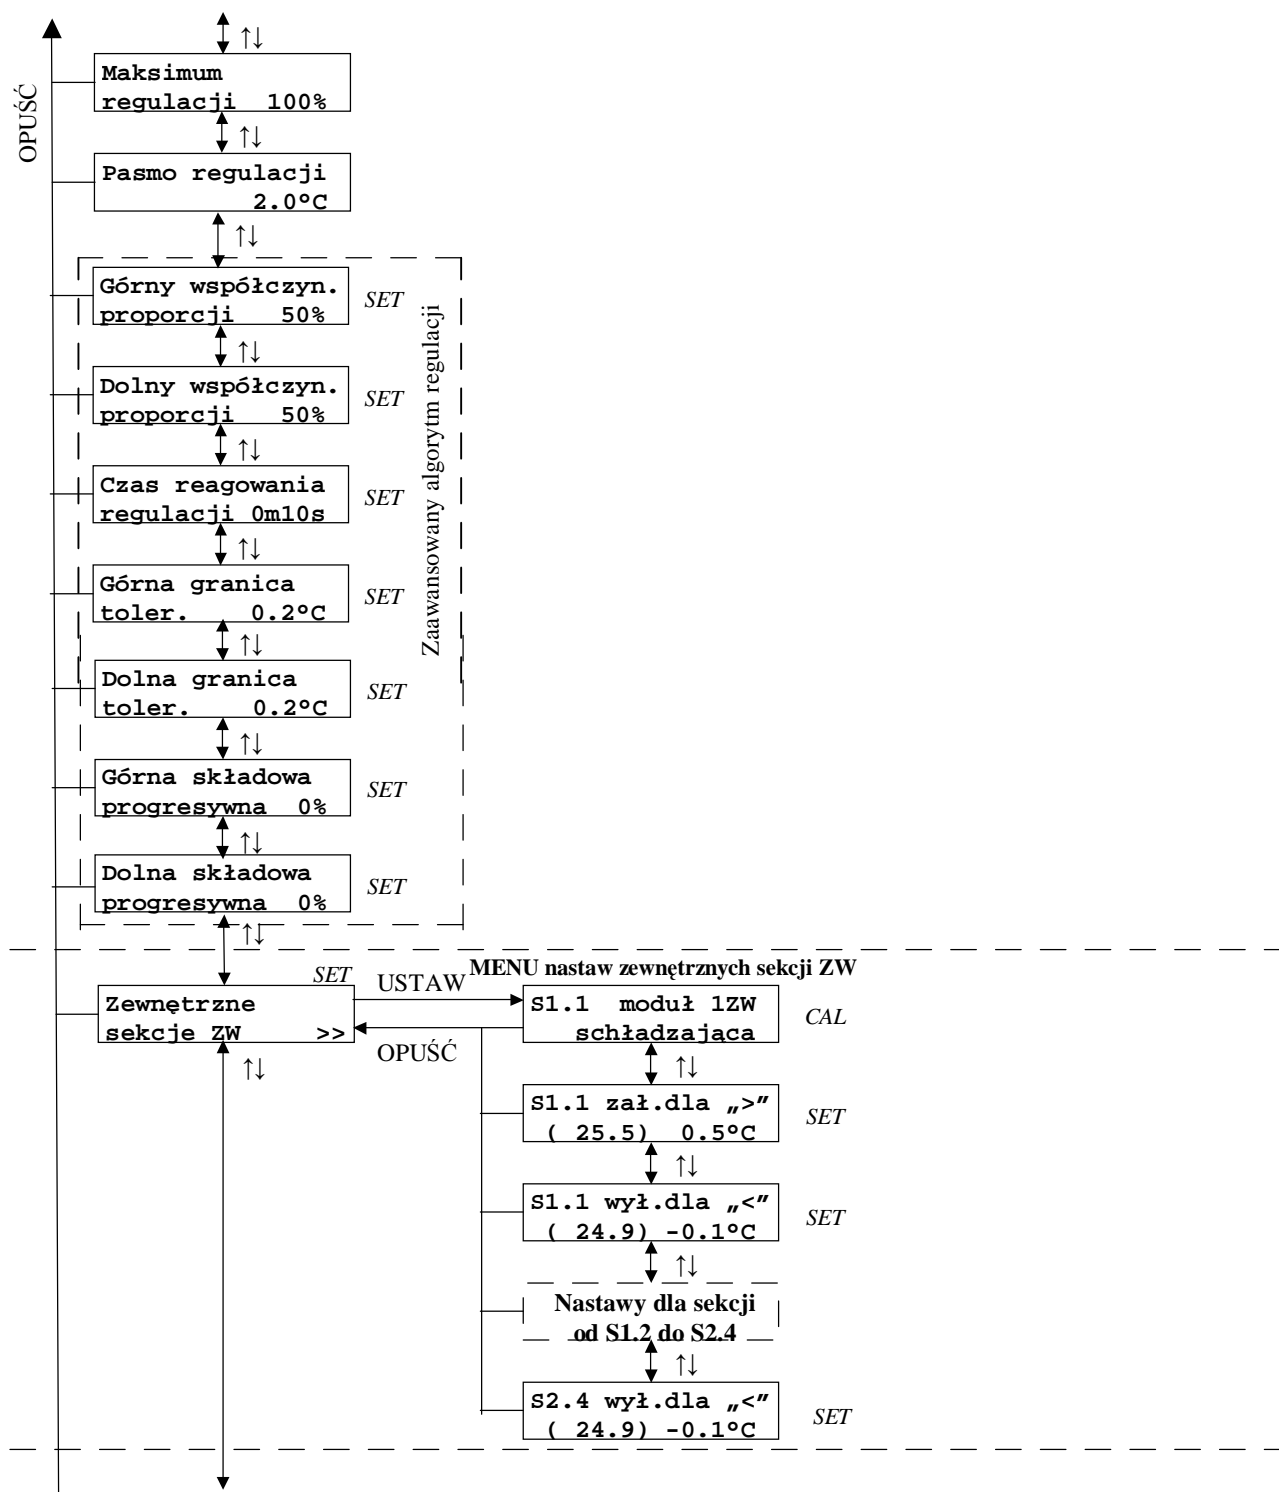 ↑↓
OPUŚĆ
Maksimum
regulacji 100%
↑↓
Pasmo regulacji
2.0°C
↑↓
Zaawansowany algorytm regulacji
Górny współczyn.
proporcji 50%
SET
↑↓
Dolny współczyn.
proporcji 50%
SET
↑↓
Czas reagowania
regulacji 0m10s
SET
↑↓
Górna granica
toler. 0.2°C
SET
↑↓
Dolna granica
toler. 0.2°C
SET
↑↓
Górna składowa
progresywna 0%
SET
↑↓
Dolna składowa
progresywna 0%
SET
↑↓
MENU nastaw zewnętrznych sekcji ZW
SET
USTAW
Zewnętrzne
sekcje ZW >>
OPUŚĆ
↑↓
S1.1 moduł 1ZW
schładzająca
CAL
↑↓
S1.1 zał.dla „>”
( 25.5) 0.5°C
SET
↑↓
S1.1 wył.dla „<”
( 24.9) -0.1°C
SET
↑↓
Nastawy dla sekcji
od S1.2 do S2.4
↑↓
S2.4 wył.dla „<”
( 24.9) -0.1°C
SET